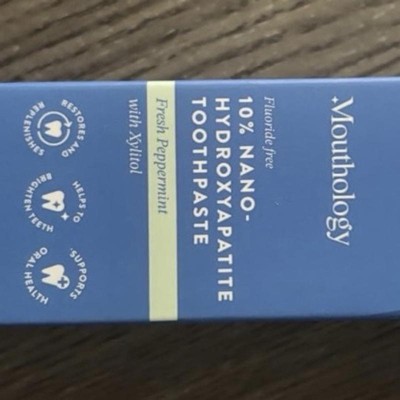 Mouthology
Fluoride free
10% NANO-
HYDROXYAPATITE
TOOTHPASTE
Fresh Peppermint
with Xylitol
RESTORES AND
REPLENISHES
HELPS TO
BRIGHTEN TEETH
SUPPORTS
ORAL HEALTH